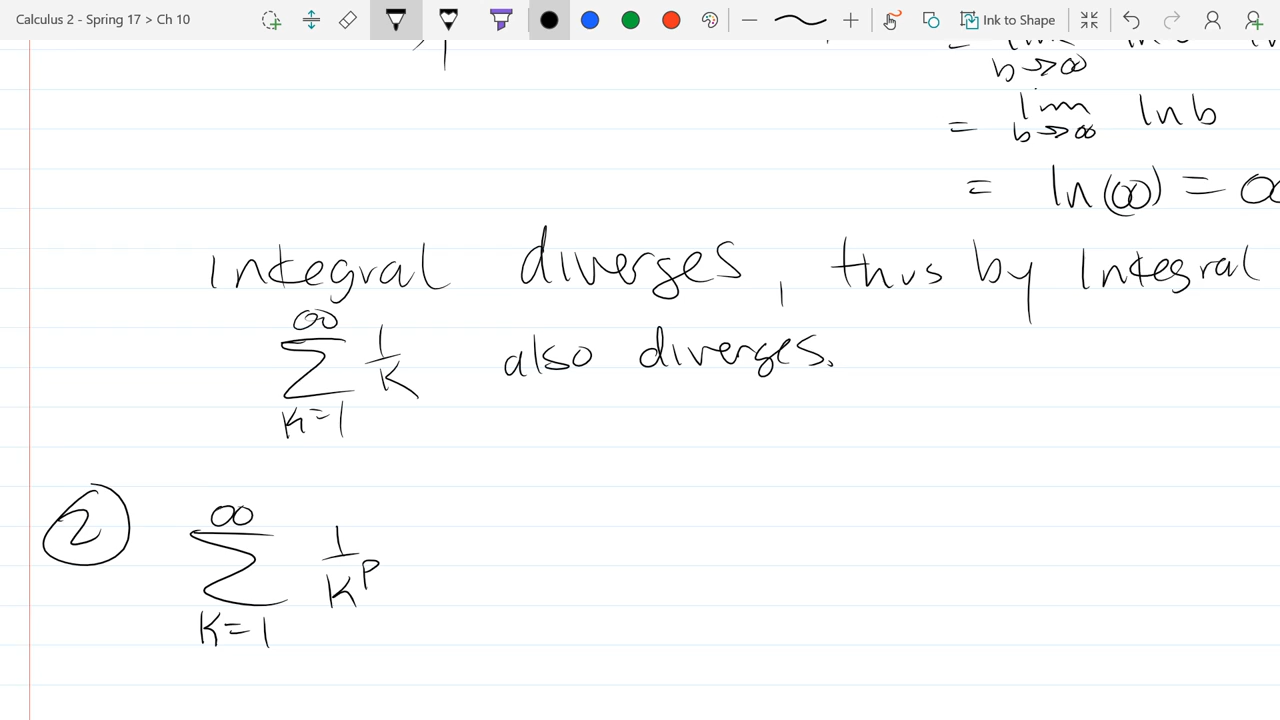 Calculus 2 - Spring 17 > Ch 10
Ink to Shape
b→∞
= lim ln b
b→∞
= ln(∞) = ∞
Integral diverges, thus by Integral
∞
∑ 1/k also diverges.
k=1
②
∞
∑ 1/k^p
k=1